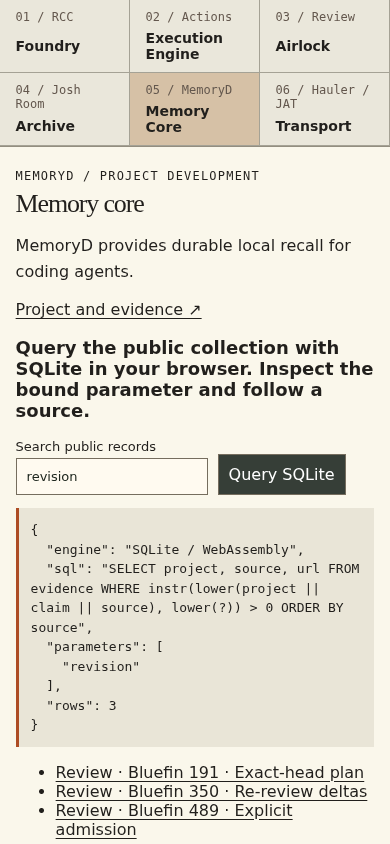 01 / RCC
Foundry
02 / Actions
Execution
Engine
03 / Review
Airlock
04 / Josh
Room
Archive
05 / MemoryD
Memory
Core
06 / Hauler /
JAT
Transport
MEMORYD / PROJECT DEVELOPMENT
Memory core
MemoryD provides durable local recall for
coding agents.
Project and evidence ↗
Query the public collection with
SQLite in your browser. Inspect the
bound parameter and follow a
source.
Search public records
revision
Query SQLite
{
  "engine": "SQLite / WebAssembly",
  "sql": "SELECT project, source, url FROM
evidence WHERE instr(lower(project ||
claim || source), lower(?)) > 0 ORDER BY
source",
  "parameters": [
    "revision"
  ],
  "rows": 3
}
• Review · Bluefin 191 · Exact-head plan
• Review · Bluefin 350 · Re-review deltas
• Review · Bluefin 489 · Explicit
admission